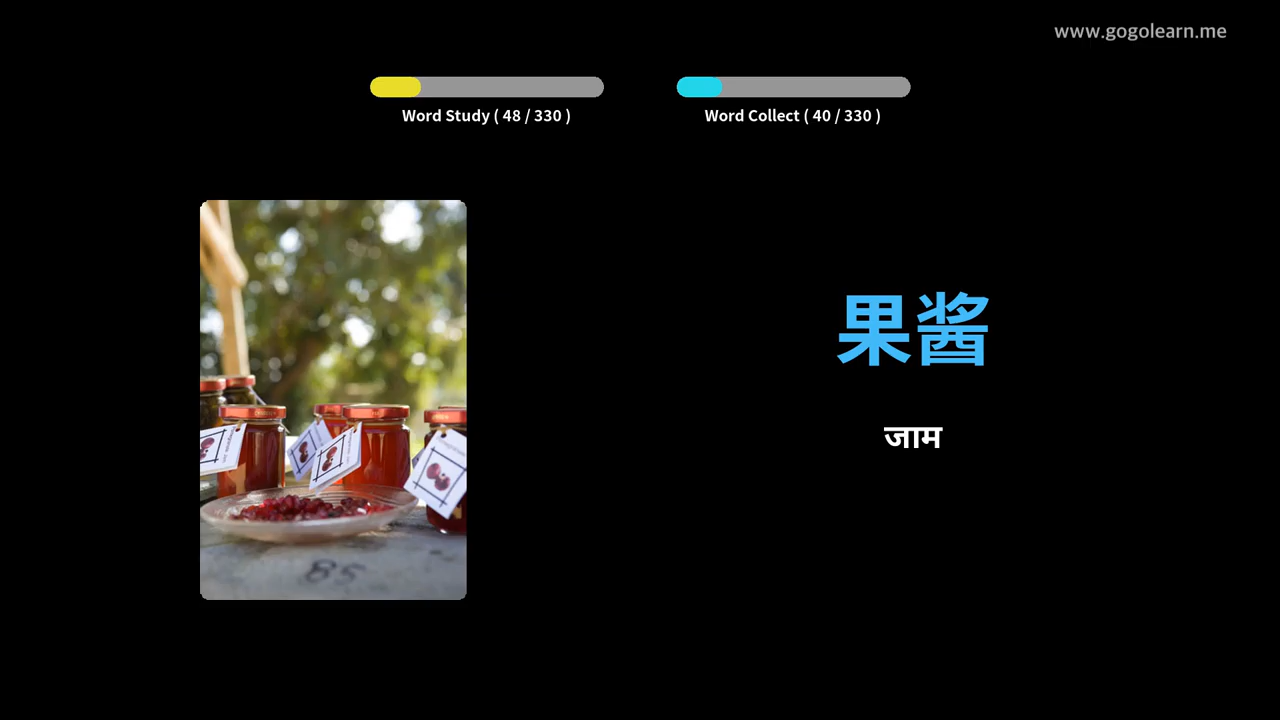 www.gogolearn.me
Word Study ( 48 / 330 )
Word Collect ( 40 / 330 )
果酱
जाम
85